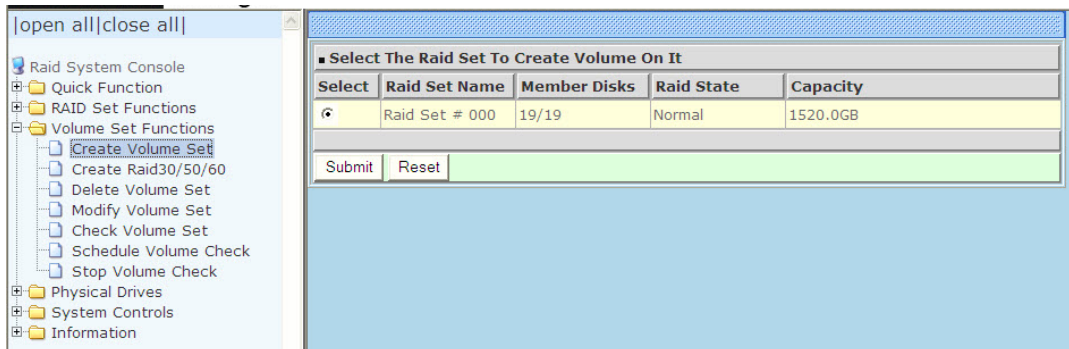 |open all|close all|
Raid System Console
Quick Function
RAID Set Functions
Volume Set Functions
Create Volume Set
Create Raid30/50/60
Delete Volume Set
Modify Volume Set
Check Volume Set
Schedule Volume Check
Stop Volume Check
Physical Drives
System Controls
Information
Select The Raid Set To Create Volume On It
Select Raid Set Name Member Disks Raid State Capacity
Raid Set # 000 19/19 Normal 1520.0GB
Submit Reset